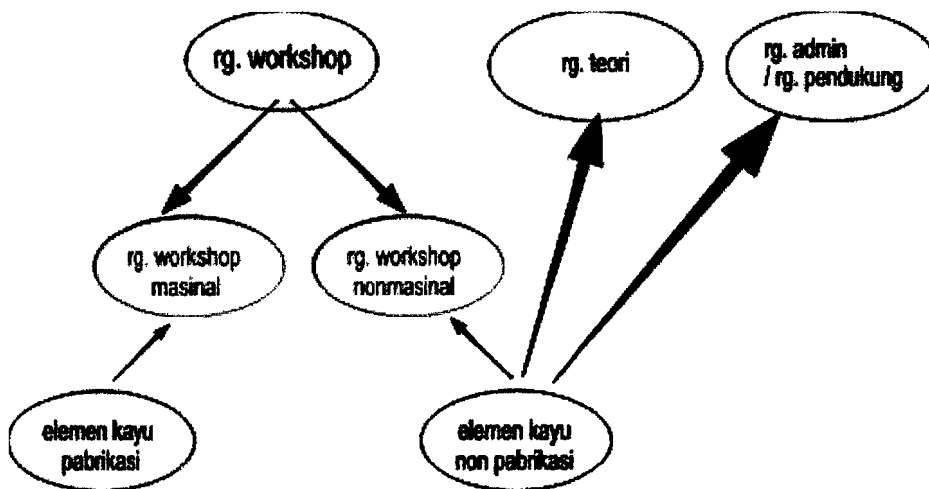 rg. workshop
rg. teori
rg. admin
/ rg. pendukung
rg. workshop
masinal
rg. workshop
nonmasinal
elemen kayu
pabrikasi
elemen kayu
non pabrikasi